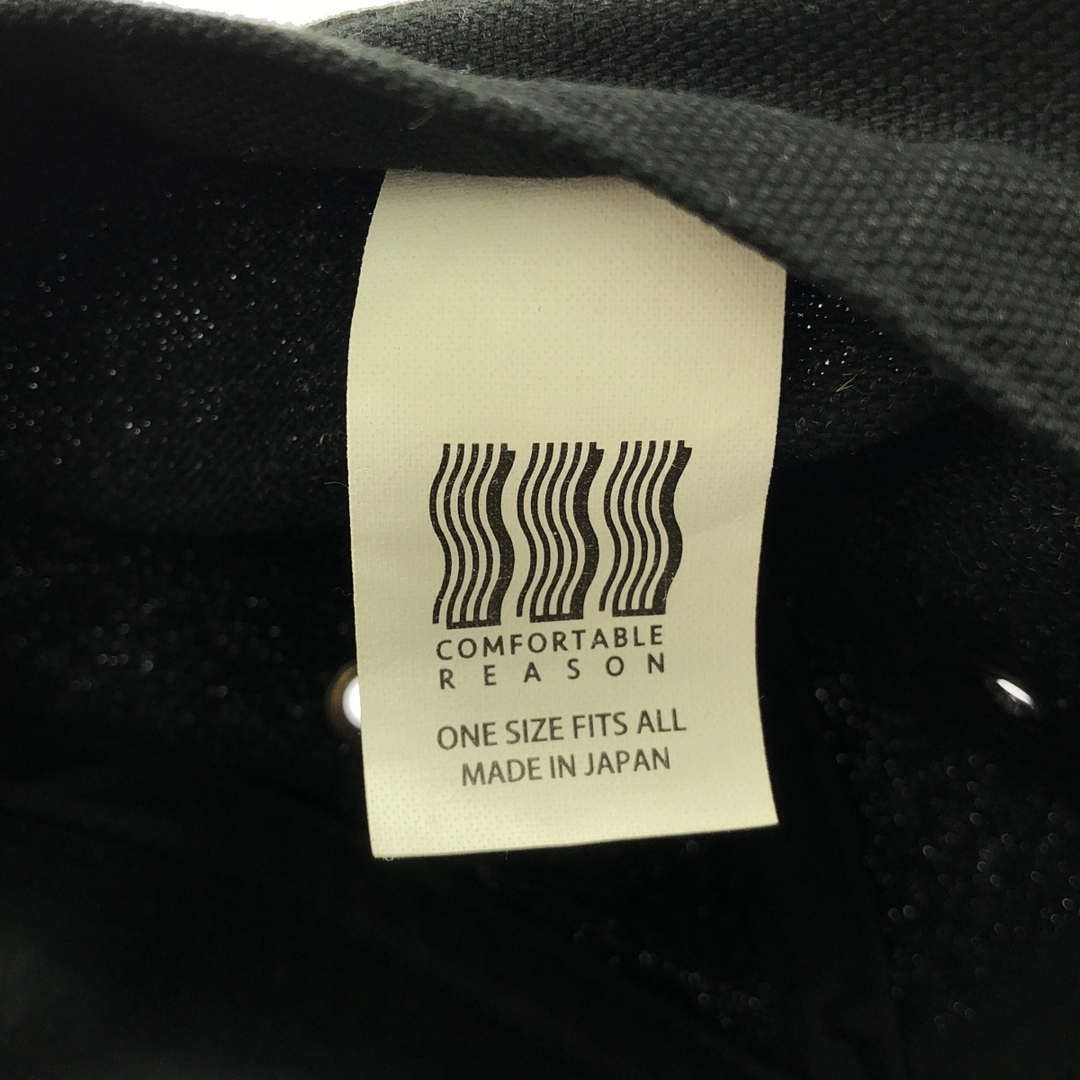 COMFORTABLE
REASON
ONE SIZE FITS ALL
MADE IN JAPAN